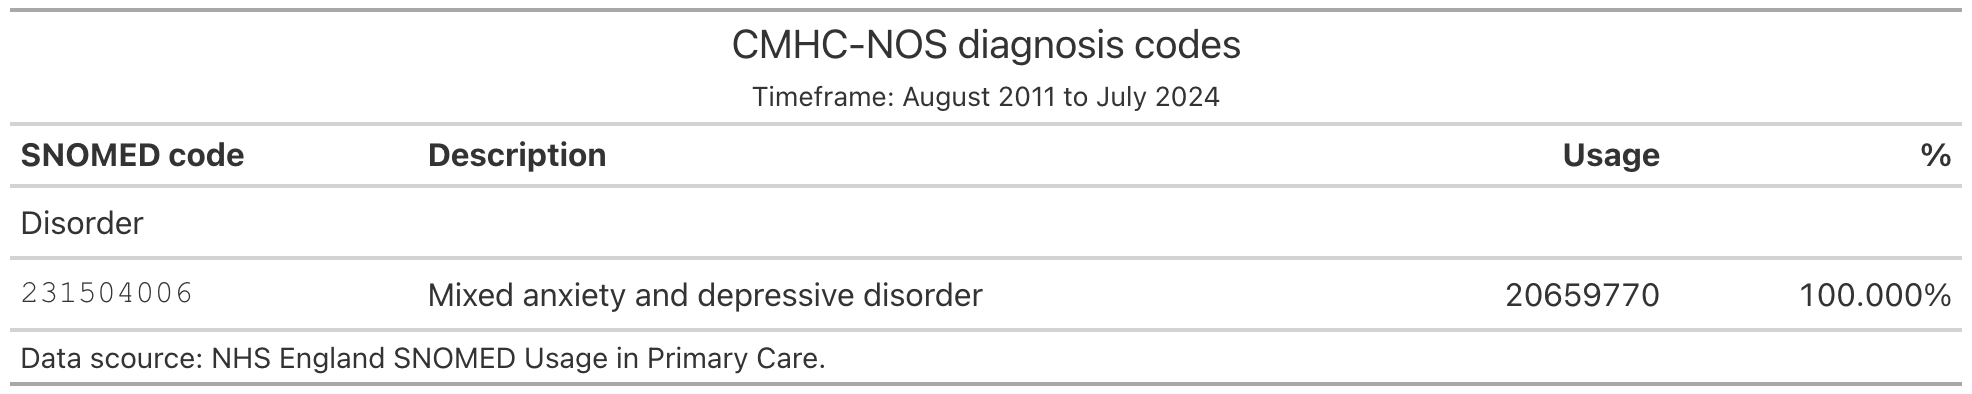 CMHC-NOS diagnosis codes
Timeframe: August 2011 to July 2024
SNOMED code Description Usage %
Disorder
231504006 Mixed anxiety and depressive disorder 20659770 100.000%
Data scource: NHS England SNOMED Usage in Primary Care.